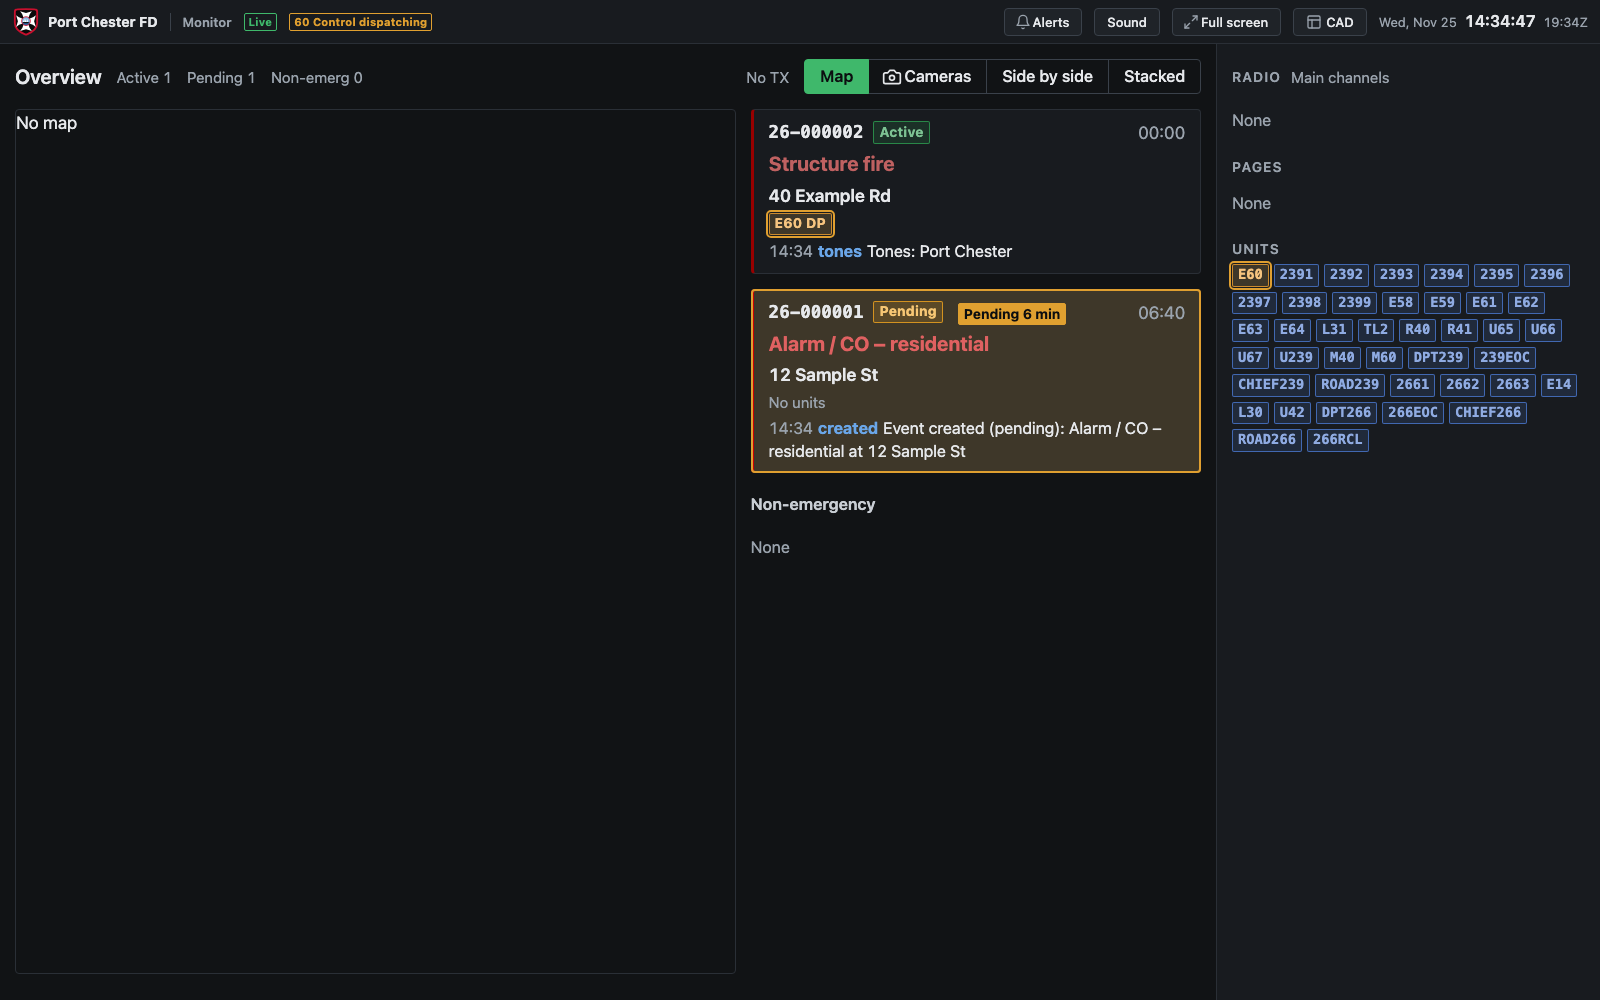 Port Chester FD Monitor Live 60 Control dispatching Alerts Sound Full screen CAD Wed, Nov 25 14:34:47 19:34Z
Overview Active 1 Pending 1 Non-emerg 0 No TX Map Cameras Side by side Stacked
No map
26–000002 Active 00:00
Structure fire
40 Example Rd
E60 DP
14:34 tones Tones: Port Chester
26–000001 Pending Pending 6 min 06:40
Alarm / CO – residential
12 Sample St
No units
14:34 created Event created (pending): Alarm / CO –
residential at 12 Sample St
Non-emergency
None
RADIO Main channels
None
PAGES
None
UNITS
E60 2391 2392 2393 2394 2395 2396
2397 2398 2399 E58 E59 E61 E62
E63 E64 L31 TL2 R40 R41 U65 U66
U67 U239 M40 M60 DPT239 239EOC
CHIEF239 ROAD239 2661 2662 2663 E14
L30 U42 DPT266 266EOC CHIEF266
ROAD266 266RCL